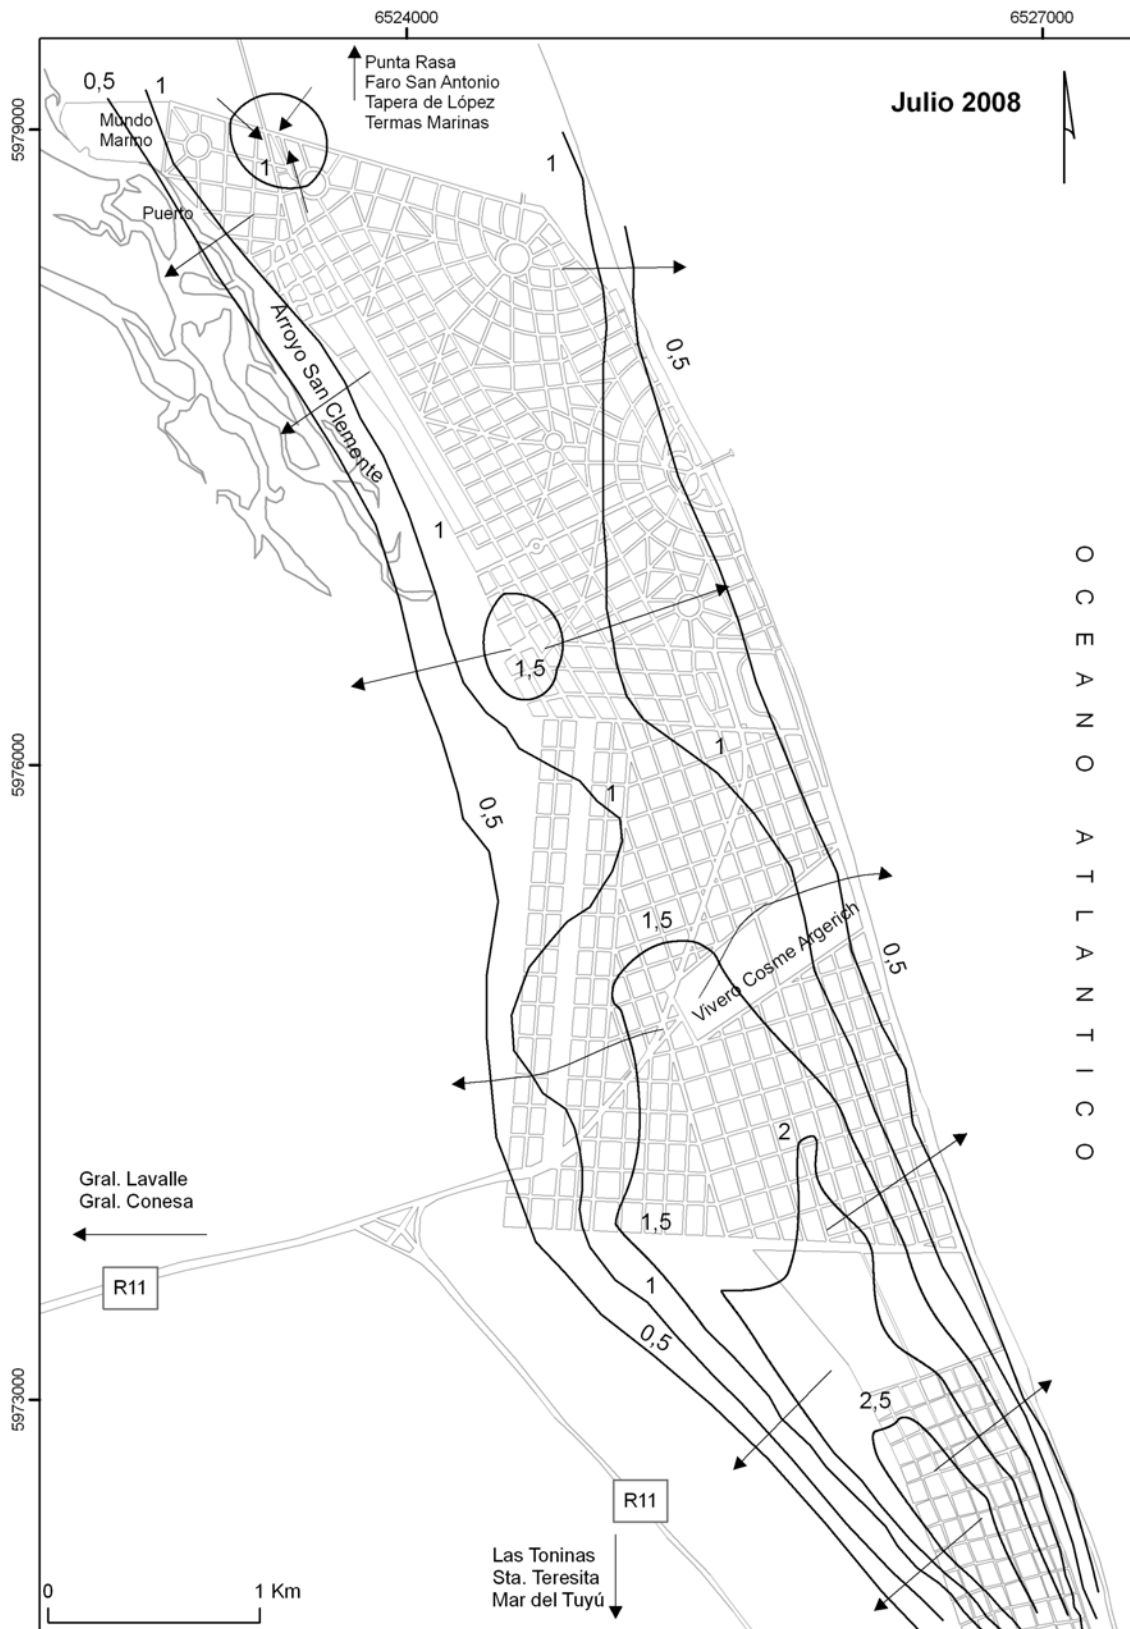 6524000
6527000
0,5
1
Punta Rasa
Faro San Antonio
Tapera de López
Termas Marinas
Julio 2008
5979000
Mundo
Marino
1
1
Puerto
Arroyo San Clemente
0,5
1
OCEANO ATLANTICO
1,5
1
5976000
1
0,5
1,5
Vivero Cosme Argerich
0,5
2
Gral. Lavalle
Gral. Conesa
1,5
R11
1
0,5
5973000
2,5
R11
Las Toninas
Sta. Teresita
Mar del Tuyú
0
1 Km